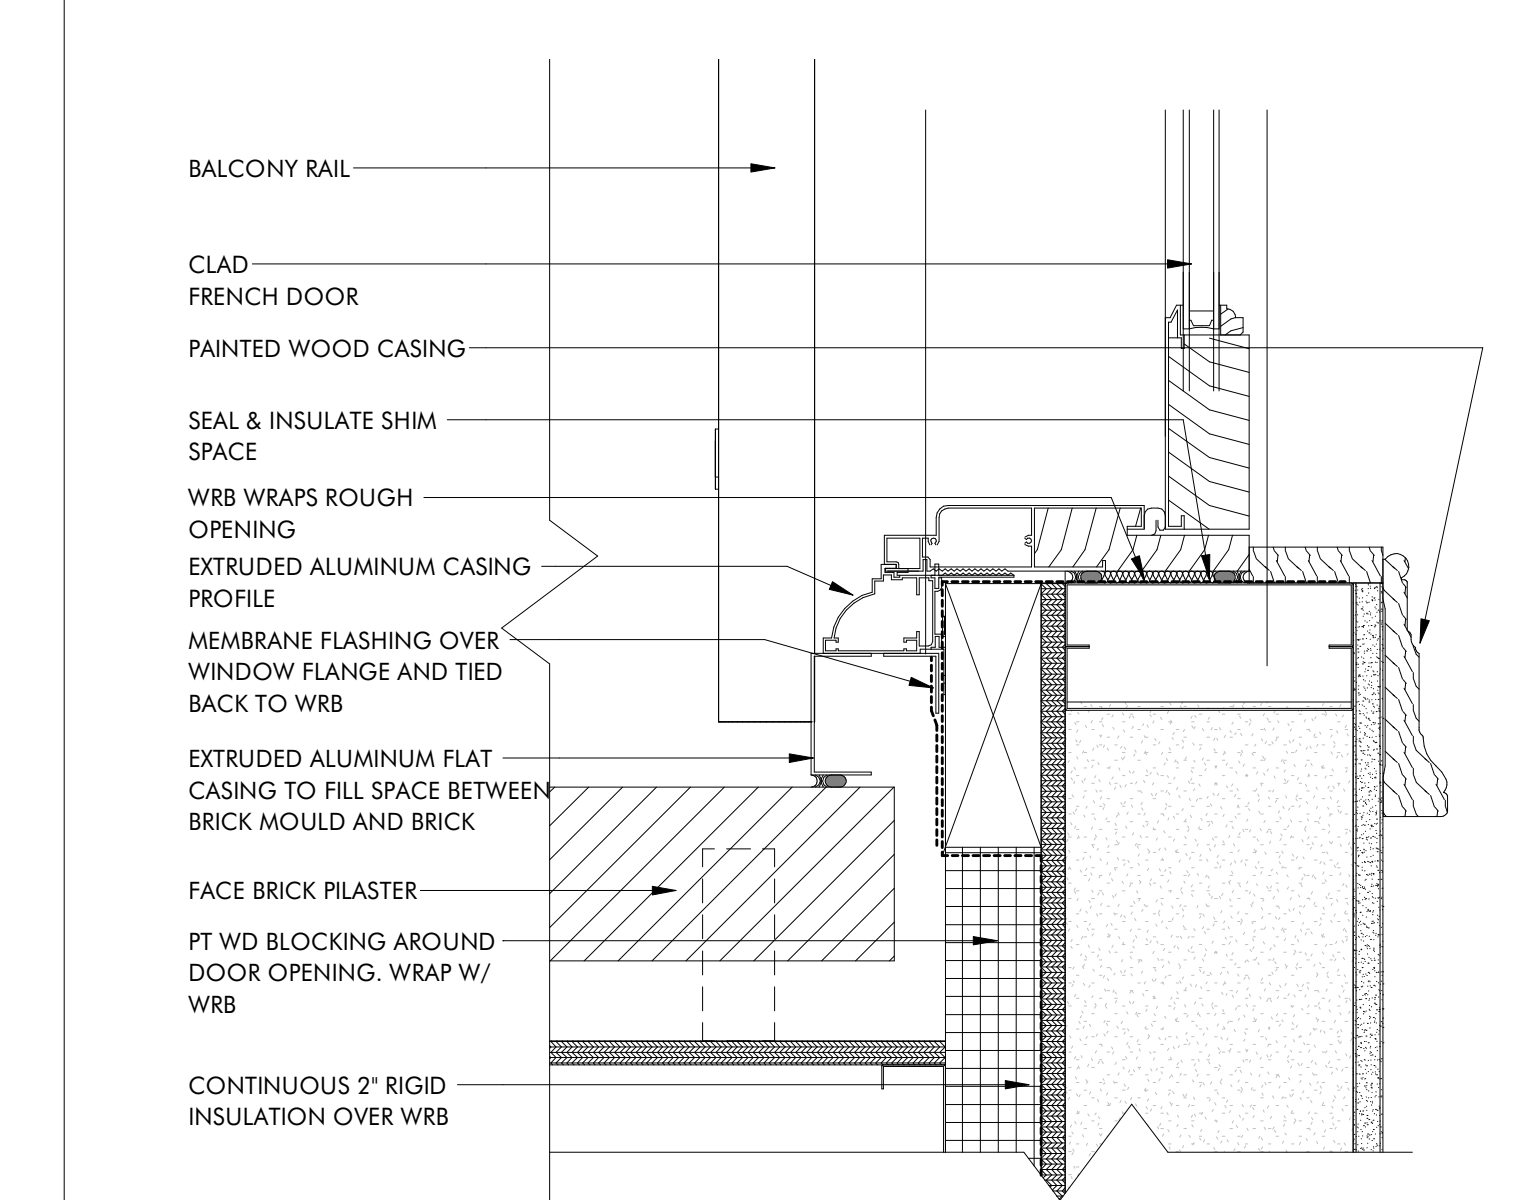 BALCONY RAIL
CLAD
FRENCH DOOR
PAINTED WOOD CASING
SEAL & INSULATE SHIM
SPACE
WRB WRAPS ROUGH
OPENING
EXTRUDED ALUMINUM CASING
PROFILE
MEMBRANE FLASHING OVER
WINDOW FLANGE AND TIED
BACK TO WRB
EXTRUDED ALUMINUM FLAT
CASING TO FILL SPACE BETWEEN
BRICK MOULD AND BRICK
FACE BRICK PILASTER
PT WD BLOCKING AROUND
DOOR OPENING. WRAP W/
WRB
CONTINUOUS 2" RIGID
INSULATION OVER WRB